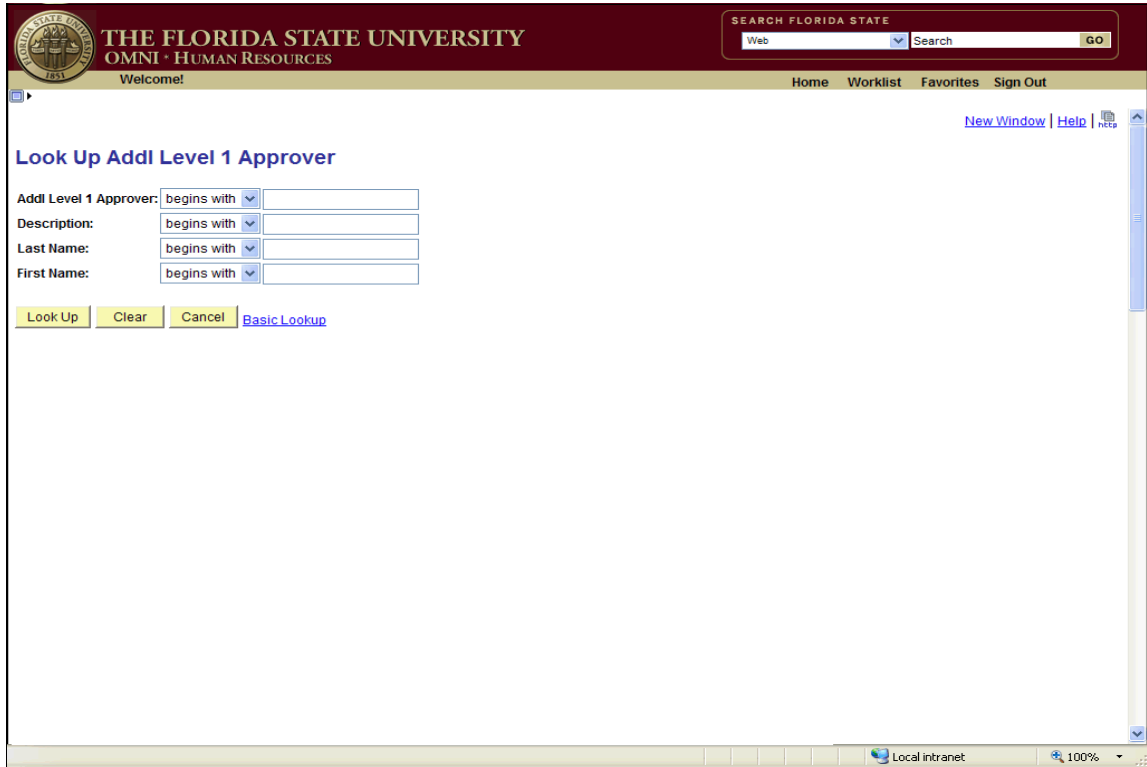 THE FLORIDA STATE UNIVERSITY
OMNI • HUMAN RESOURCES
1851
SEARCH FLORIDA STATE
Web Search GO
Welcome!
Home Worklist Favorites Sign Out
New Window | Help | http
Look Up Addl Level 1 Approver
Addl Level 1 Approver: begins with
Description: begins with
Last Name: begins with
First Name: begins with
Look Up Clear Cancel Basic Lookup
Local intranet 100%